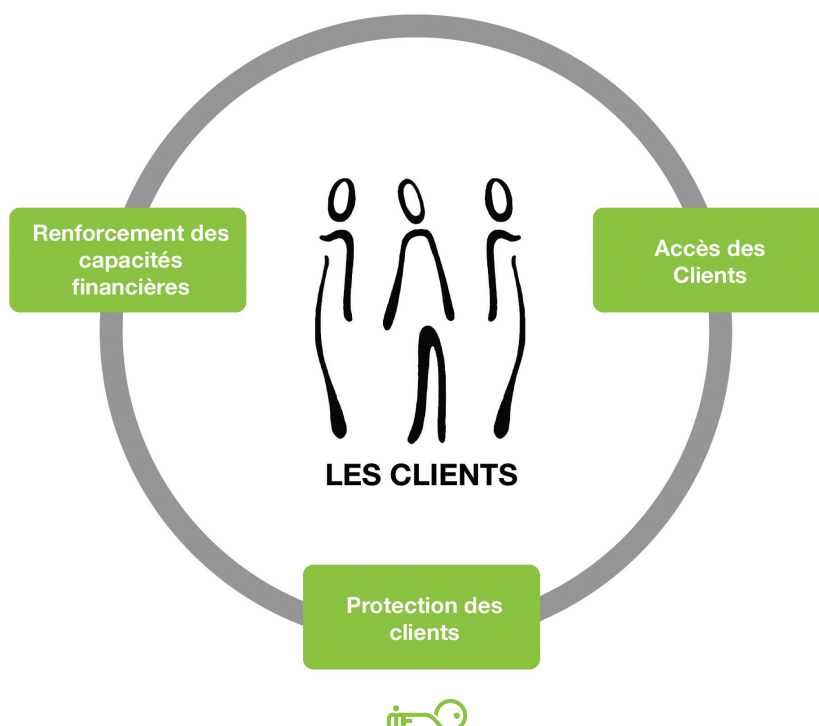 Renforcement des
capacités
financières
Accès des
Clients
LES CLIENTS
Protection des
clients